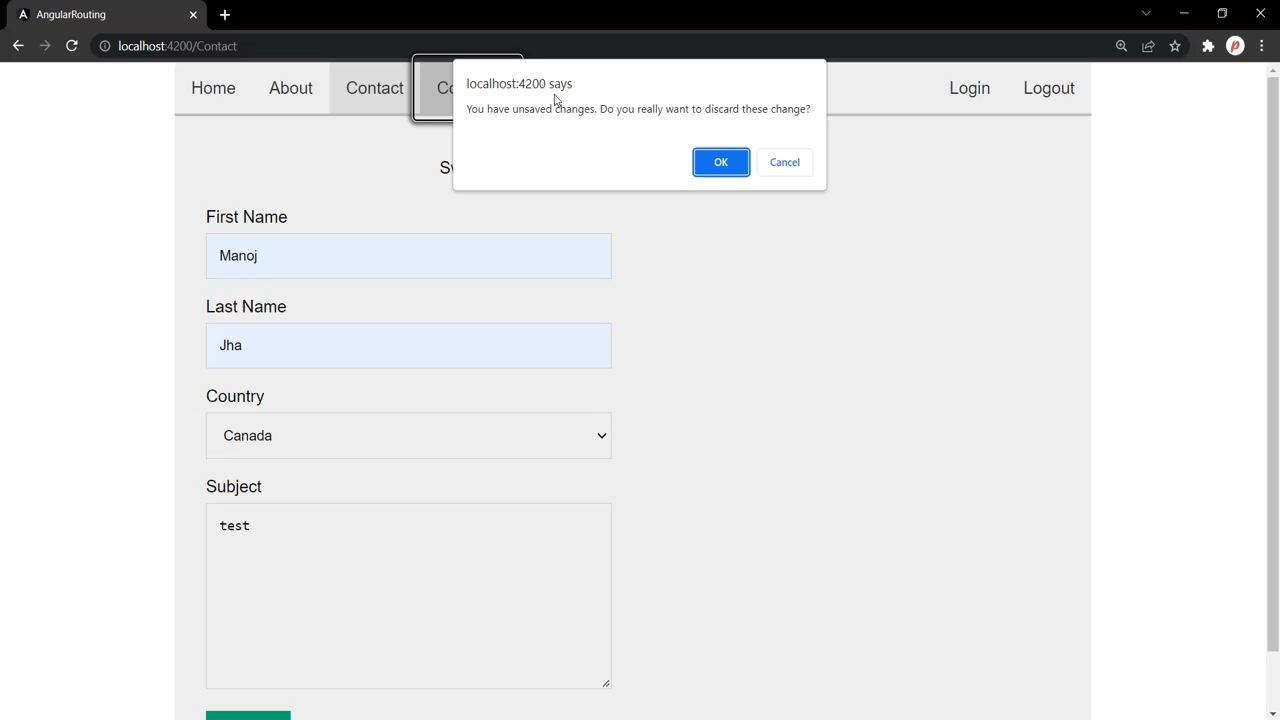 AngularRouting
localhost:4200/Contact
Home About Contact Co
localhost:4200 says
You have unsaved changes. Do you really want to discard these change?
OK Cancel
Login Logout
First Name
Manoj
Last Name
Jha
Country
Canada
Subject
test